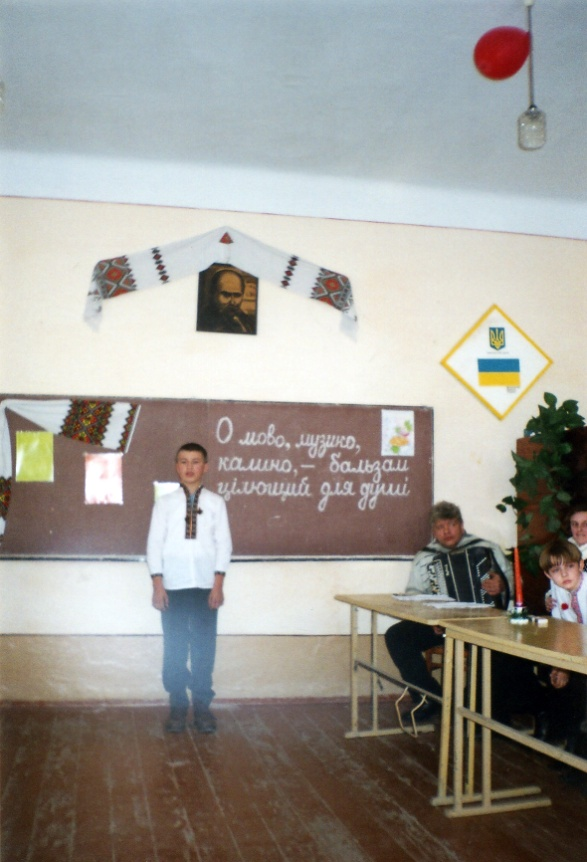 О мово, музико,
калино, – бальзам
цілющий для душі